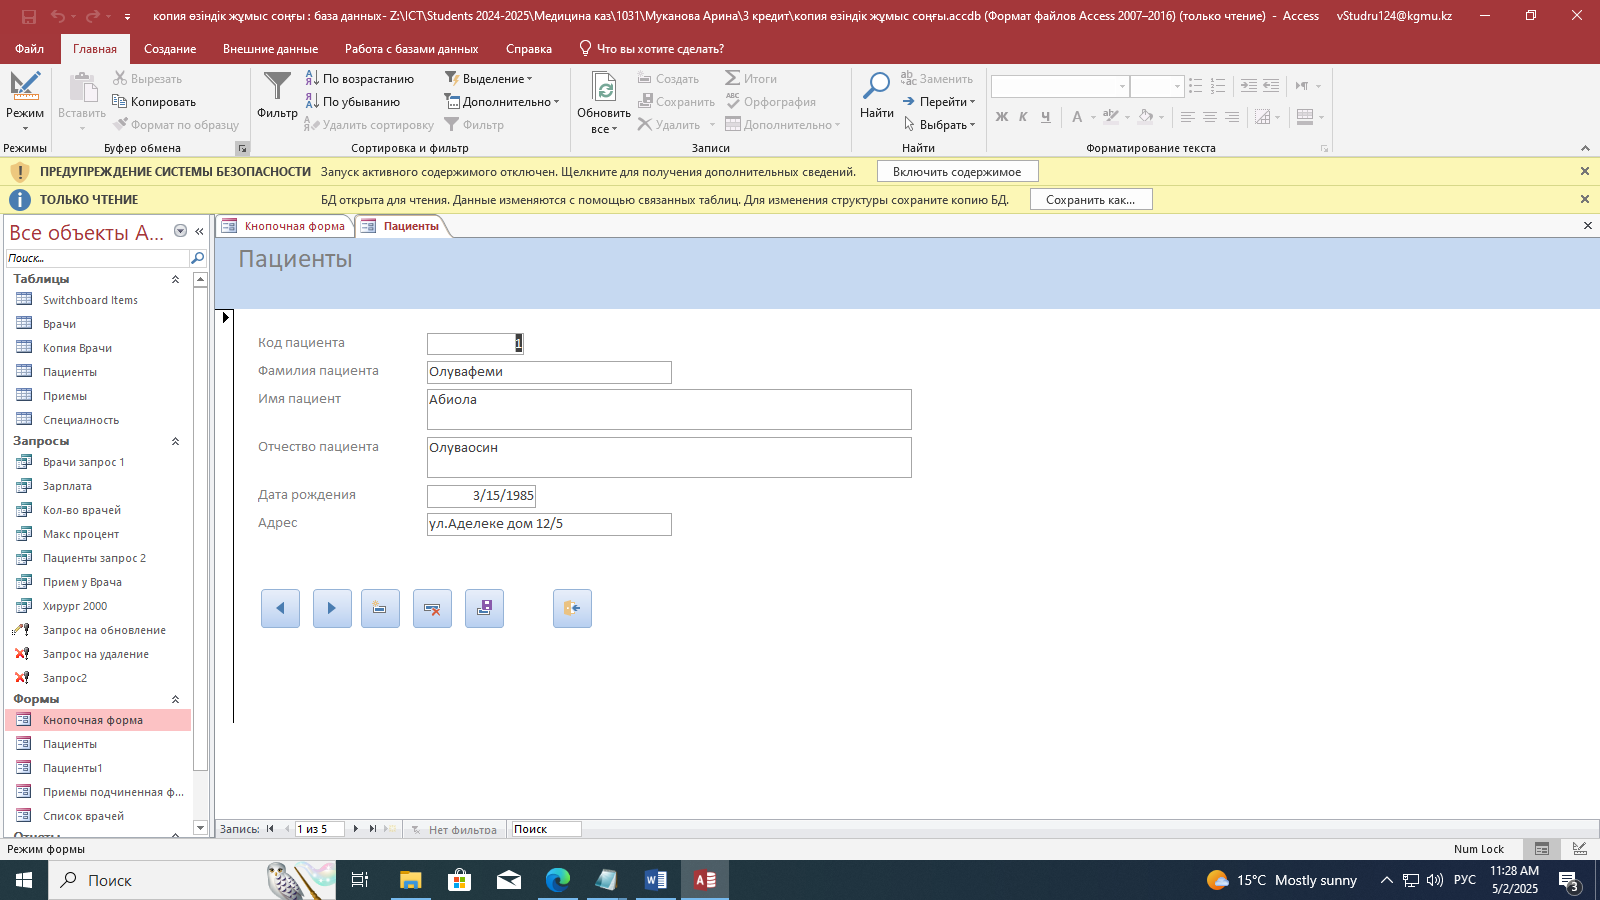 копия өзіндік жұмыс соңғы : база данных- Z:\ICT\Students 2024-2025\Медицина каз\1031\Муканова Арина\3 кредит\копия өзіндік жұмыс соңғы.accdb (Формат файлов Access 2007–2016) (только чтение) - Access vStudru124@kgmu.kz
Файл Главная Создание Внешние данные Работа с базами данных Справка Что вы хотите сделать?
Режим
Режимы
Вставить
Вырезать
Копировать
Формат по образцу
Буфер обмена
Фильтр
По возрастанию
По убыванию
Удалить сортировку
Выделение
Дополнительно
Фильтр
Сортировка и фильтр
Обновить
все
Создать
Сохранить
Удалить
Итоги
Орфография
Дополнительно
Записи
Найти
Заменить
Перейти
Выбрать
Найти
Ж К Ч А
Форматирование текста
ПРЕДУПРЕЖДЕНИЕ СИСТЕМЫ БЕЗОПАСНОСТИ Запуск активного содержимого отключен. Щелкните для получения дополнительных сведений. Включить содержимое
ТОЛЬКО ЧТЕНИЕ БД открыта для чтения. Данные изменяются с помощью связанных таблиц. Для изменения структуры сохраните копию БД. Сохранить как...
Все объекты A...
Поиск...
Таблицы
Switchboard Items
Врачи
Копия Врачи
Пациенты
Приемы
Специалность
Запросы
Врачи запрос 1
Зарплата
Кол-во врачей
Макс процент
Пациенты запрос 2
Прием у Врача
Хирург 2000
Запрос на обновление
Запрос на удаление
Запрос2
Формы
Кнопочная форма
Пациенты
Пациенты1
Приемы подчиненная ф...
Список врачей
Отчеты
Кнопочная форма Пациенты
Пациенты
Код пациента 1
Фамилия пациента Олувафеми
Имя пациент Абиола
Отчество пациента Олуваосин
Дата рождения 3/15/1985
Адрес ул.Аделеке дом 12/5
Запись: 1 из 5 Нет фильтра Поиск
Режим формы Num Lock
Поиск 15°C Mostly sunny РУС 11:28 AM
5/2/2025 3